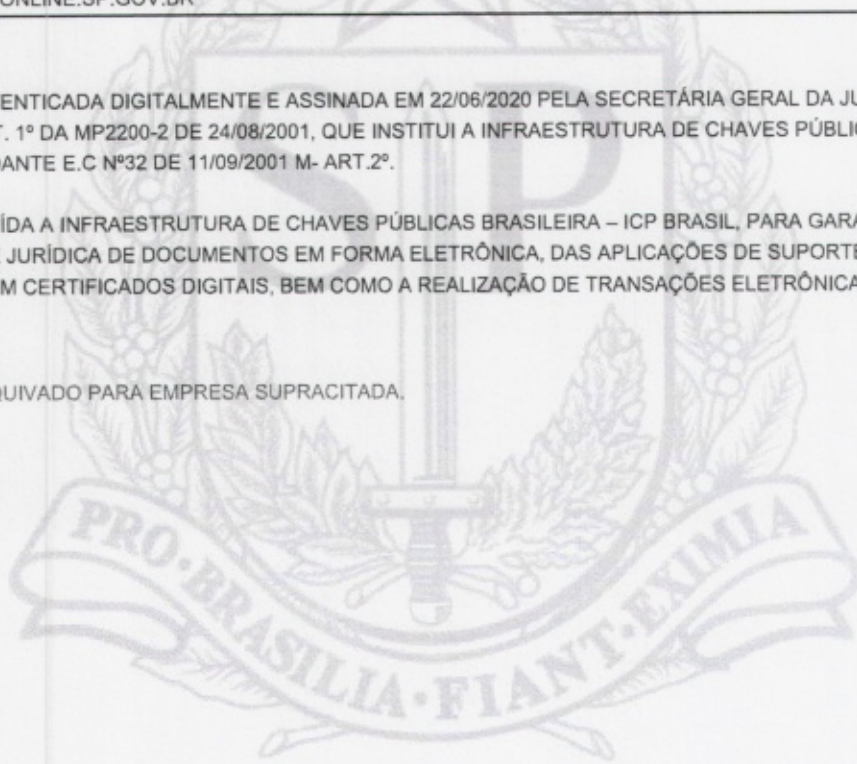 ONLINE.SP.GOV.BR
ENTICADA DIGITALMENTE E ASSINADA EM 22/06/2020 PELA SECRETÁRIA GERAL DA JU
T. 1º DA MP2200-2 DE 24/08/2001, QUE INSTITUI A INFRAESTRUTURA DE CHAVES PÚBLIC
DANTE E.C Nº32 DE 11/09/2001 M- ART.2º.
ÍDA A INFRAESTRUTURA DE CHAVES PÚBLICAS BRASILEIRA – ICP BRASIL, PARA GARA
E JURÍDICA DE DOCUMENTOS EM FORMA ELETRÔNICA, DAS APLICAÇÕES DE SUPORTE
M CERTIFICADOS DIGITAIS, BEM COMO A REALIZAÇÃO DE TRANSAÇÕES ELETRÔNICA
QUIVADO PARA EMPRESA SUPRACITADA.
SP
PRO·BRASILIA·FIANT·EXIMIA